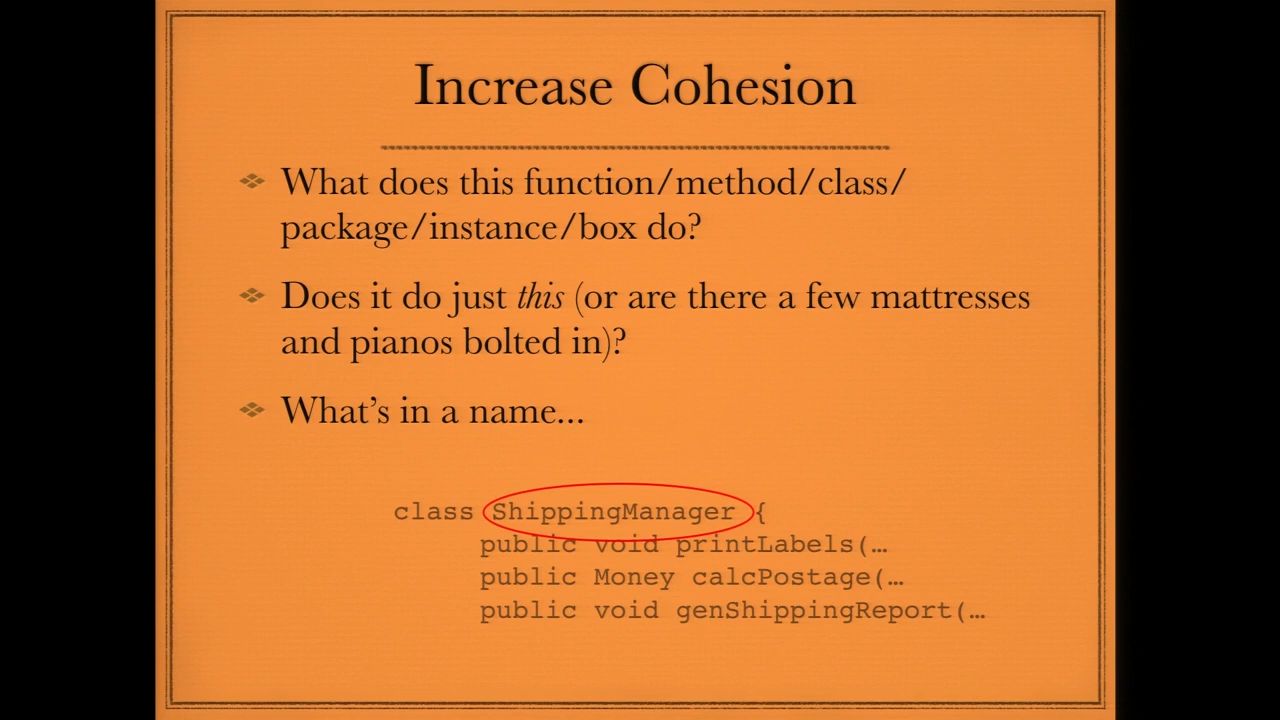 Increase Cohesion
What does this function/method/class/
package/instance/box do?
Does it do just this (or are there a few mattresses
and pianos bolted in)?
What’s in a name…
class ShippingManager {
public void printLabels(…
public Money calcPostage(…
public void genShippingReport(…